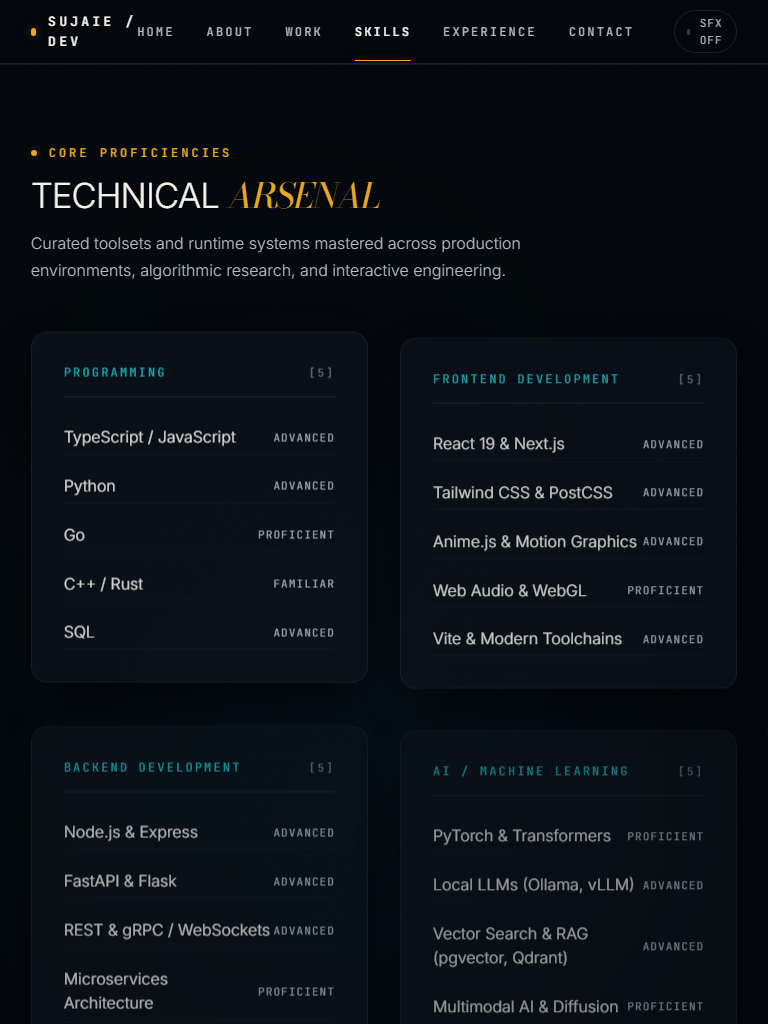 SUJAIE /
DEV
HOME ABOUT WORK SKILLS EXPERIENCE CONTACT
SFX
OFF
CORE PROFICIENCIES
TECHNICAL ARSENAL
Curated toolsets and runtime systems mastered across production
environments, algorithmic research, and interactive engineering.
PROGRAMMING [5]
TypeScript / JavaScript ADVANCED
Python ADVANCED
Go PROFICIENT
C++ / Rust FAMILIAR
SQL ADVANCED
FRONTEND DEVELOPMENT [5]
React 19 & Next.js ADVANCED
Tailwind CSS & PostCSS ADVANCED
Anime.js & Motion Graphics ADVANCED
Web Audio & WebGL PROFICIENT
Vite & Modern Toolchains ADVANCED
BACKEND DEVELOPMENT [5]
Node.js & Express ADVANCED
FastAPI & Flask ADVANCED
REST & gRPC / WebSockets ADVANCED
Microservices
Architecture PROFICIENT
AI / MACHINE LEARNING [5]
PyTorch & Transformers PROFICIENT
Local LLMs (Ollama, vLLM) ADVANCED
Vector Search & RAG
(pgvector, Qdrant) ADVANCED
Multimodal AI & Diffusion PROFICIENT